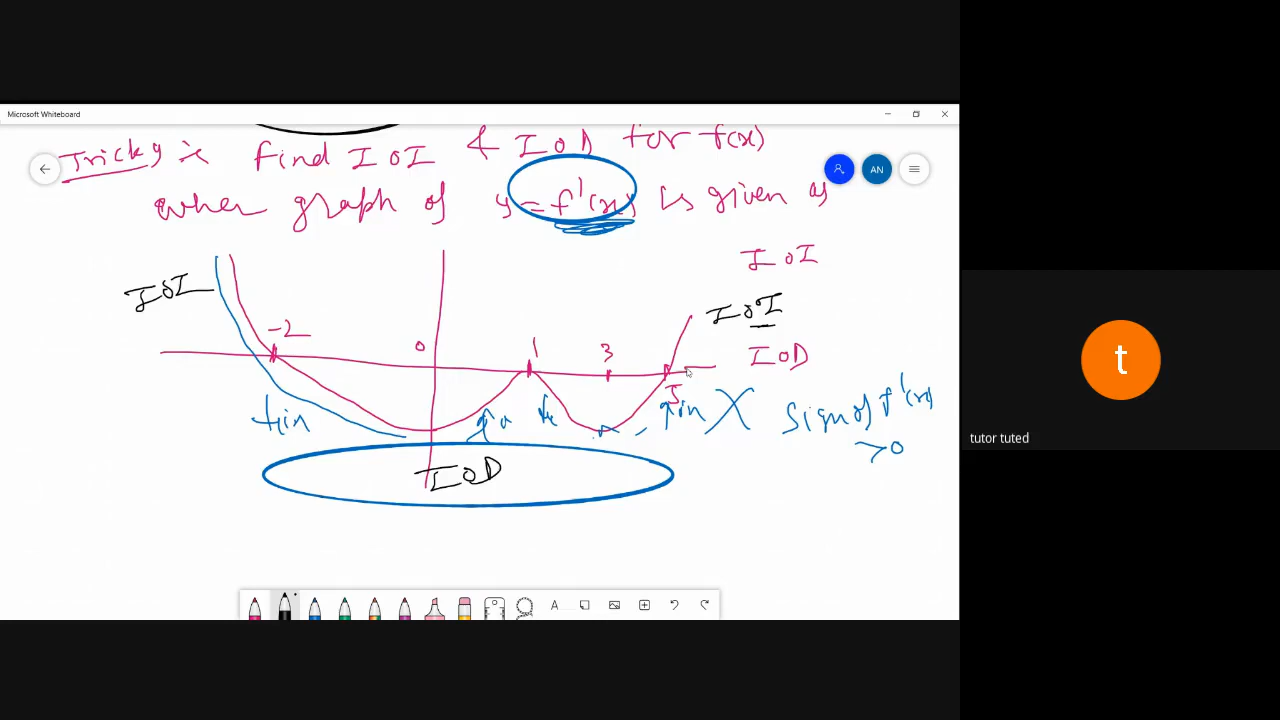 Microsoft Whiteboard
Tricky :: find IOI & IOD for f(x)
when graph of y = f'(x) is given as
IOI
IOI
-2
0
1
3
5
IOI
IOD
Sign of f'(x)
>0
X
IOD
AN
A
t
tutor tuted